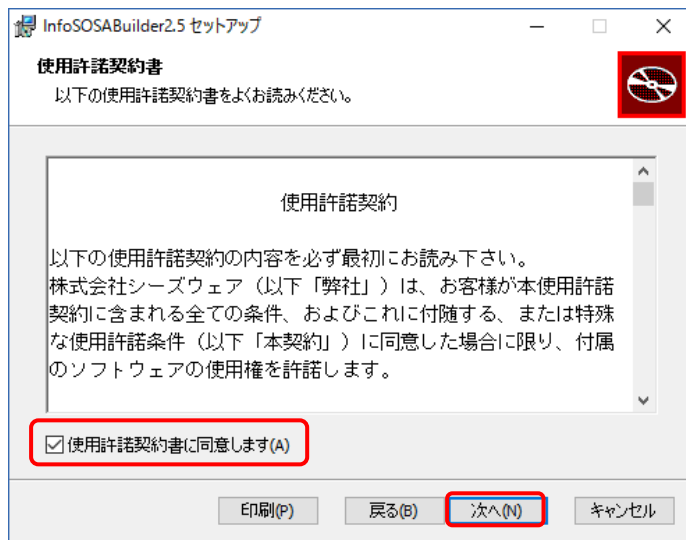 InfoSOSABuilder2.5 セットアップ
使用許諾契約書
以下の使用許諾契約書をよくお読みください。
使用許諾契約
以下の使用許諾契約の内容を必ず最初にお読み下さい。
株式会社シーズウェア（以下「弊社」）は、お客様が本使用許諾
契約に含まれる全ての条件、およびこれに付随する、または特殊
な使用許諾条件（以下「本契約」）に同意した場合に限り、付属
のソフトウェアの使用権を許諾します。
使用許諾契約書に同意します(A)
印刷(P) 戻る(B) 次へ(N) キャンセル